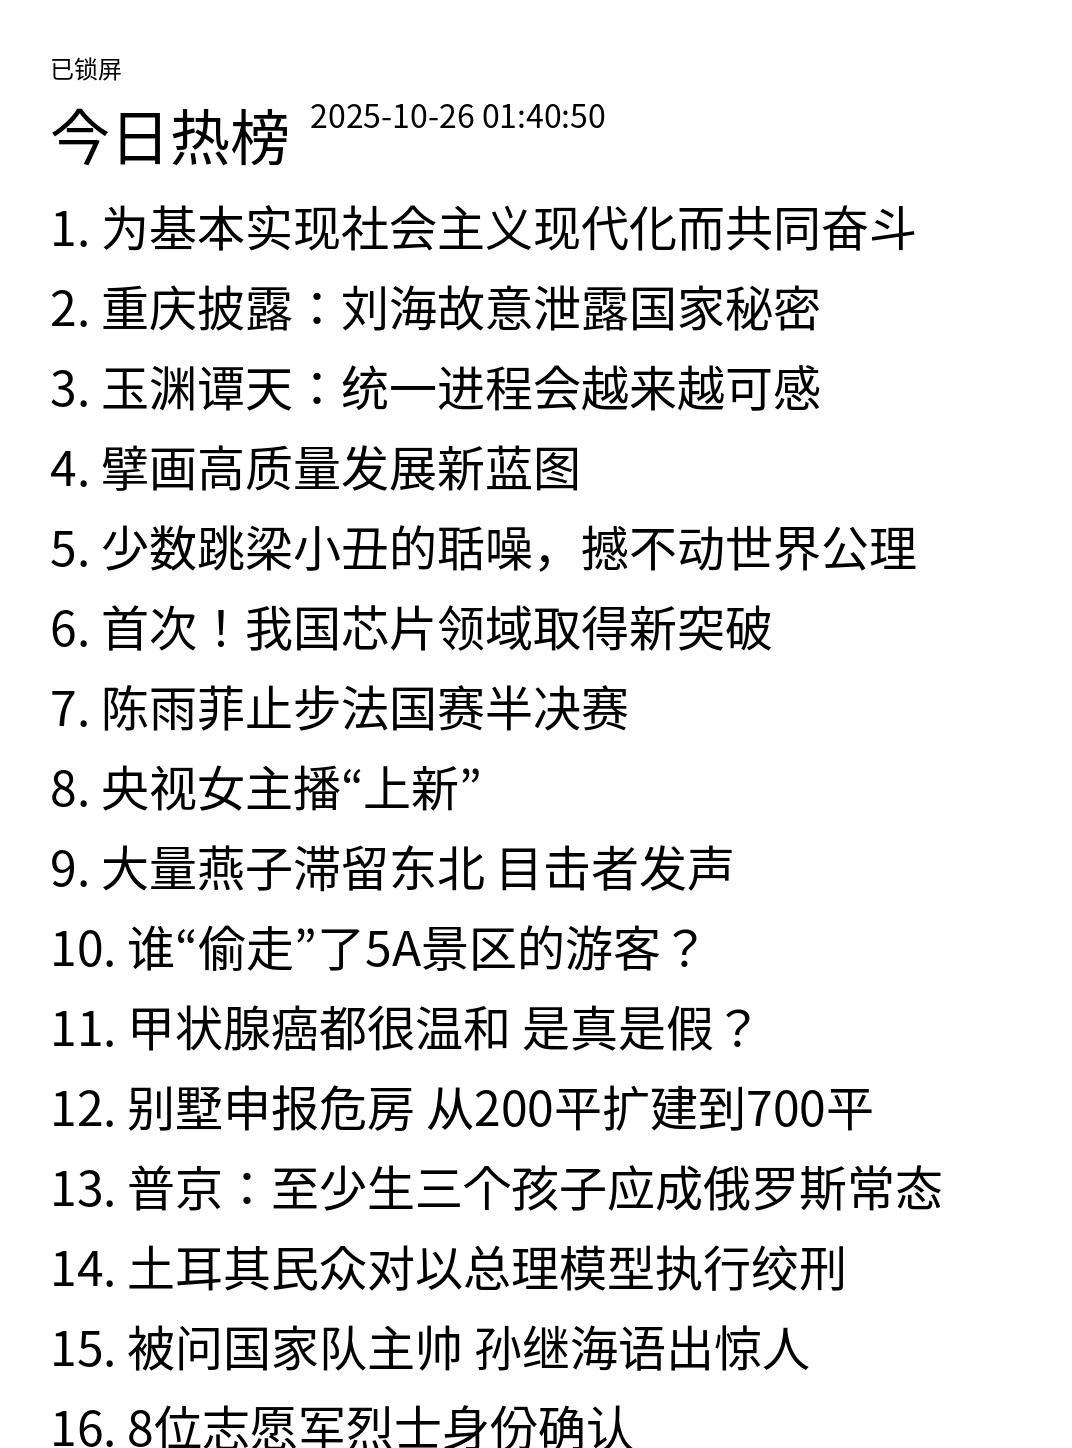 已锁屏
今日热榜 2025-10-26 01:40:50
1. 为基本实现社会主义现代化而共同奋斗
2. 重庆披露：刘海故意泄露国家秘密
3. 玉渊谭天：统一进程会越来越可感
4. 擘画高质量发展新蓝图
5. 少数跳梁小丑的聒噪，撼不动世界公理
6. 首次！我国芯片领域取得新突破
7. 陈雨菲止步法国赛半决赛
8. 央视女主播“上新”
9. 大量燕子滞留东北 目击者发声
10. 谁“偷走”了5A景区的游客？
11. 甲状腺癌都很温和 是真是假？
12. 别墅申报危房 从200平扩建到700平
13. 普京：至少生三个孩子应成俄罗斯常态
14. 土耳其民众对以总理模型执行绞刑
15. 被问国家队主帅 孙继海语出惊人
16. 8位志愿军烈士身份确认